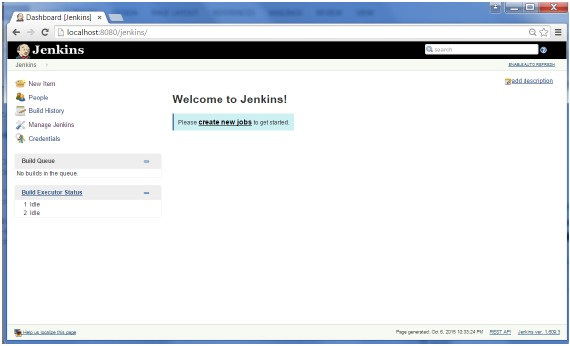 Dashboard [Jenkins]
localhost:8080/jenkins/
Jenkins
search
Jenkins
ENABLE AUTO REFRESH
New Item
People
Build History
Manage Jenkins
Credentials
add description
Welcome to Jenkins!
Please create new jobs to get started.
Build Queue
No builds in the queue.
Build Executor Status
1 Idle
2 Idle
Help us localize this page
Page generated: Oct 6, 2015 10:33:24 PM
REST API
Jenkins ver. 1.609.3